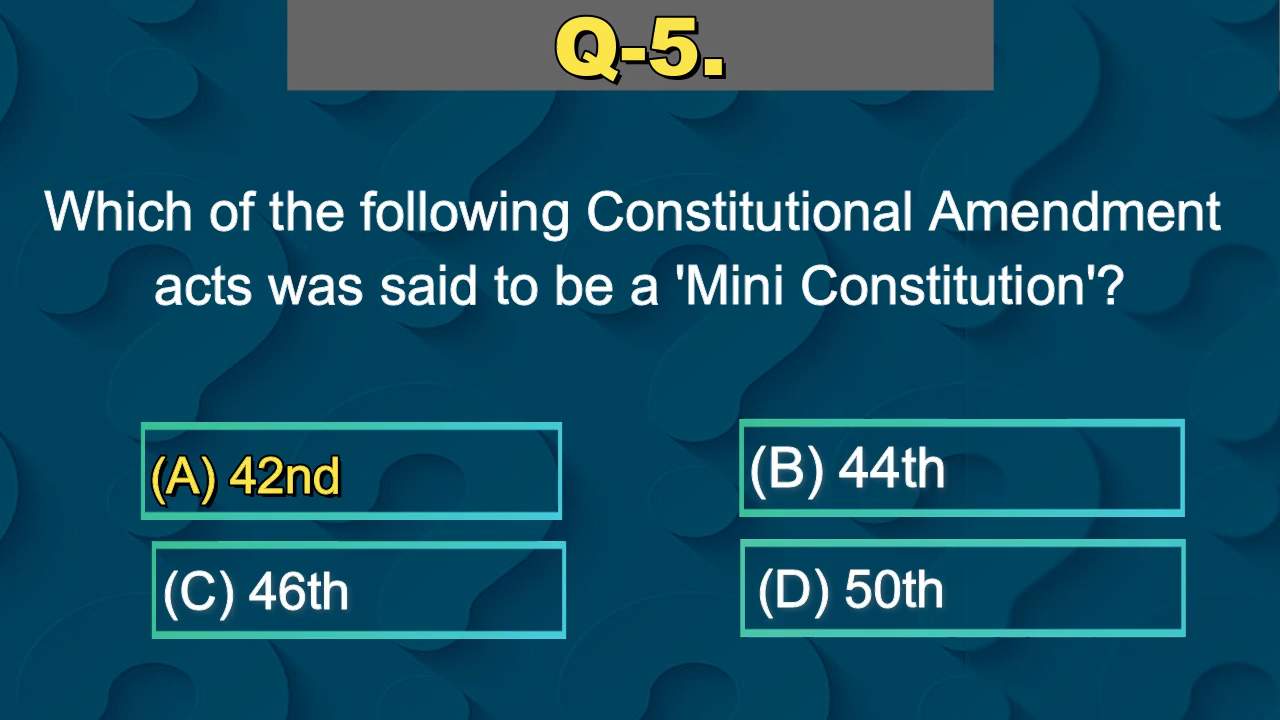 Q-5.
Which of the following Constitutional Amendment
acts was said to be a 'Mini Constitution'?
(A) 42nd
(B) 44th
(C) 46th
(D) 50th